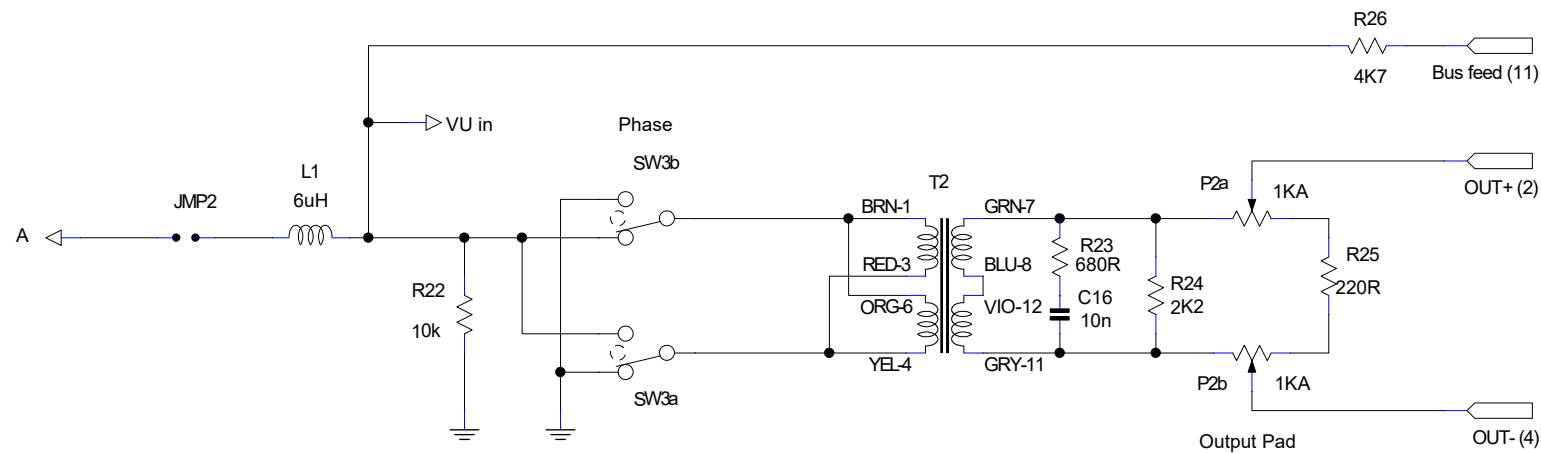 R26
4K7
Bus feed (11)
VU in
Phase
SW3b
L1
6uH
JMP2
A
R22
10k
SW3a
T2
BRN-1
RED-3
ORG-6
YEL-4
GRN-7
BLU-8
VIO-12
GRY-11
R23
680R
C16
10n
R24
2K2
P2a
1KA
OUT+ (2)
R25
220R
P2b
1KA
Output Pad
OUT- (4)